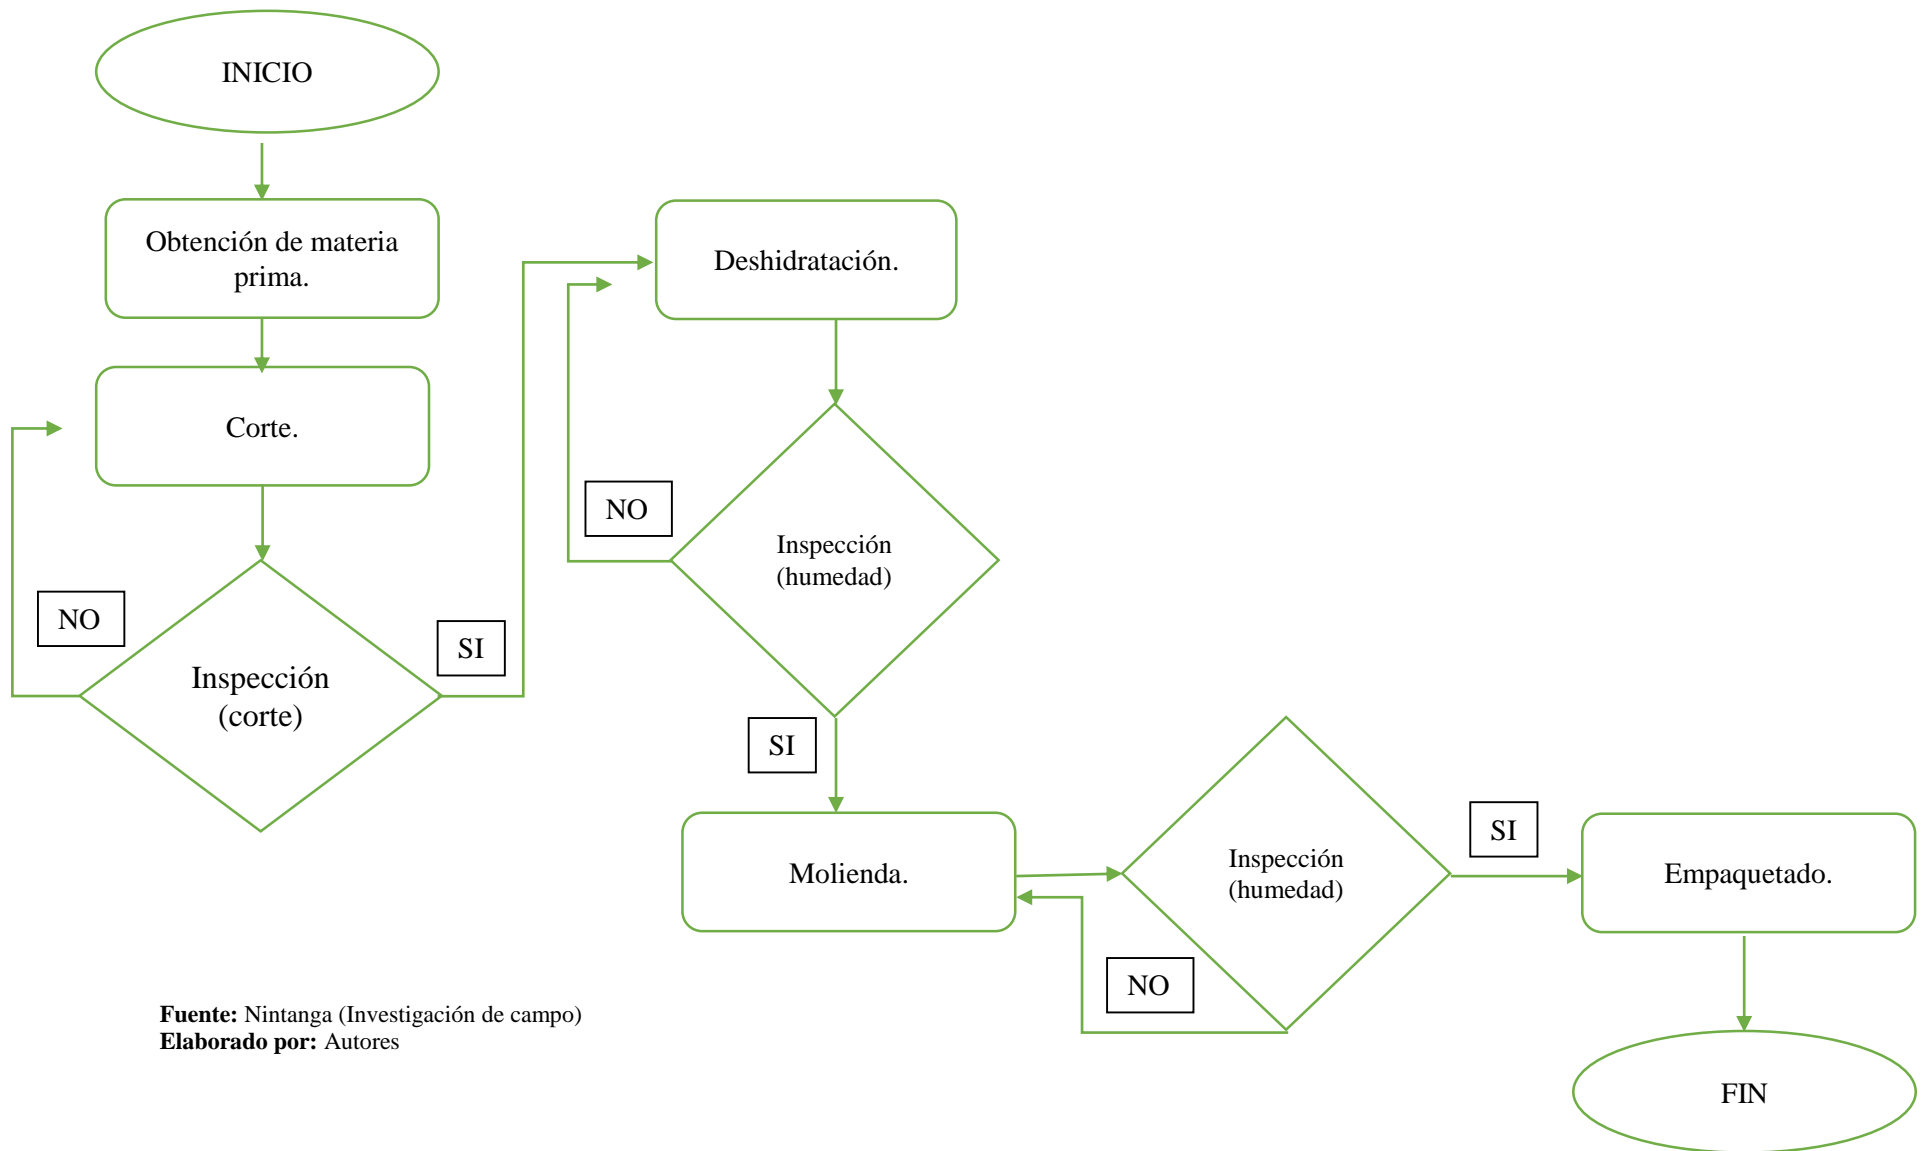 INICIO
Obtención de materia
prima.
Corte.
NO
Inspección
(corte)
SI
Deshidratación.
NO
Inspección
(humedad)
SI
Molienda.
Inspección
(humedad)
NO
SI
Empaquetado.
FIN
Fuente: Nintanga (Investigación de campo)
Elaborado por: Autores